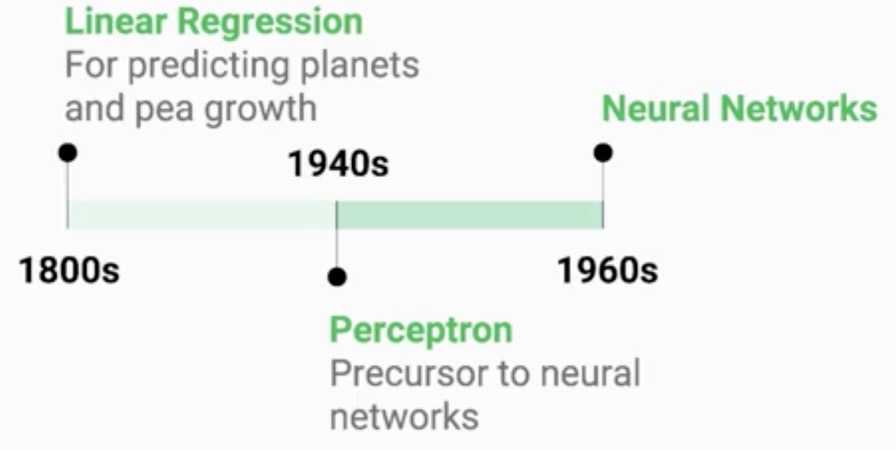 Linear Regression
For predicting planets
and pea growth
Neural Networks
1940s
1800s
1960s
Perceptron
Precursor to neural
networks